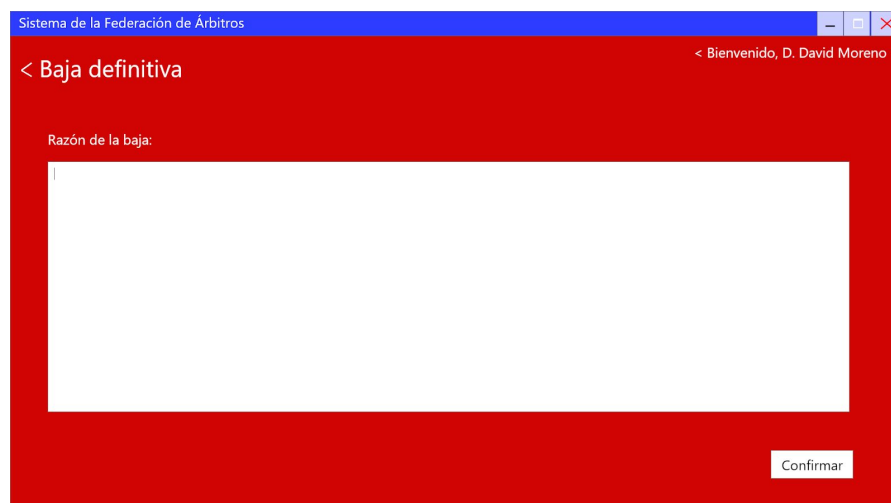 Sistema de la Federación de Árbitros
< Bienvenido, D. David Moreno
< Baja definitiva
Razón de la baja:
Confirmar